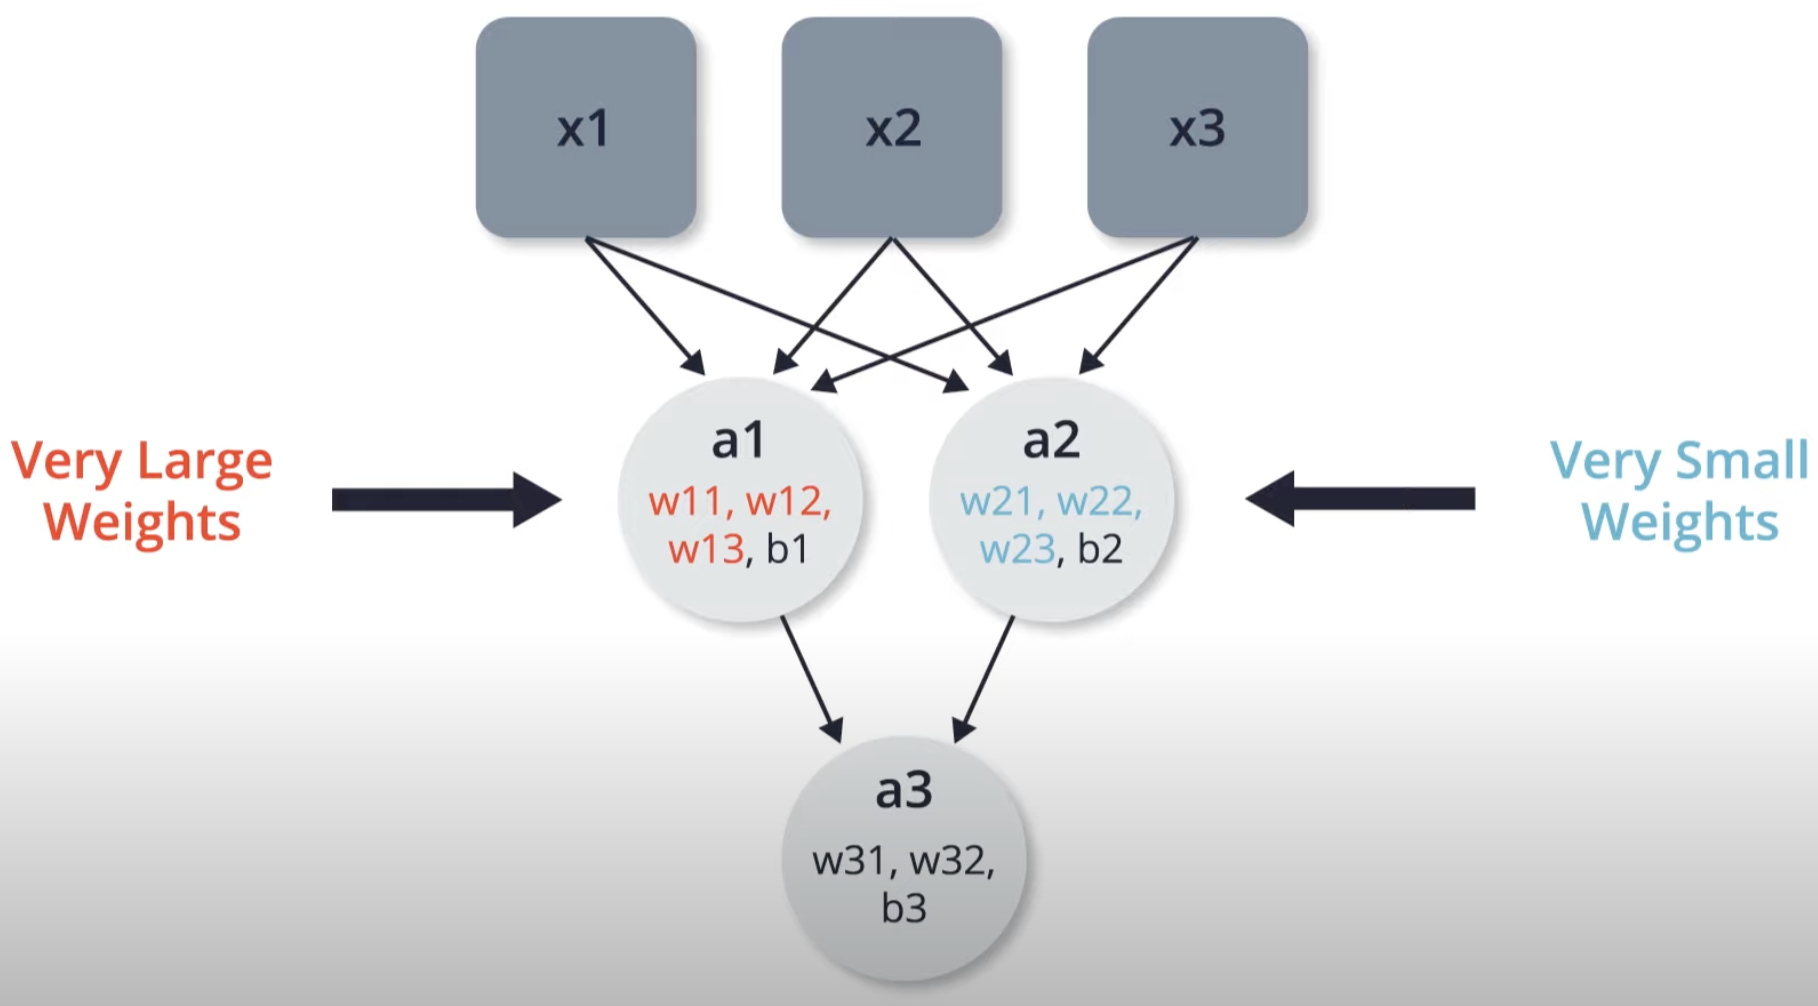 x1
x2
x3
Very Large
Weights
a1
w11, w12,
w13, b1
a2
w21, w22,
w23, b2
Very Small
Weights
a3
w31, w32,
b3